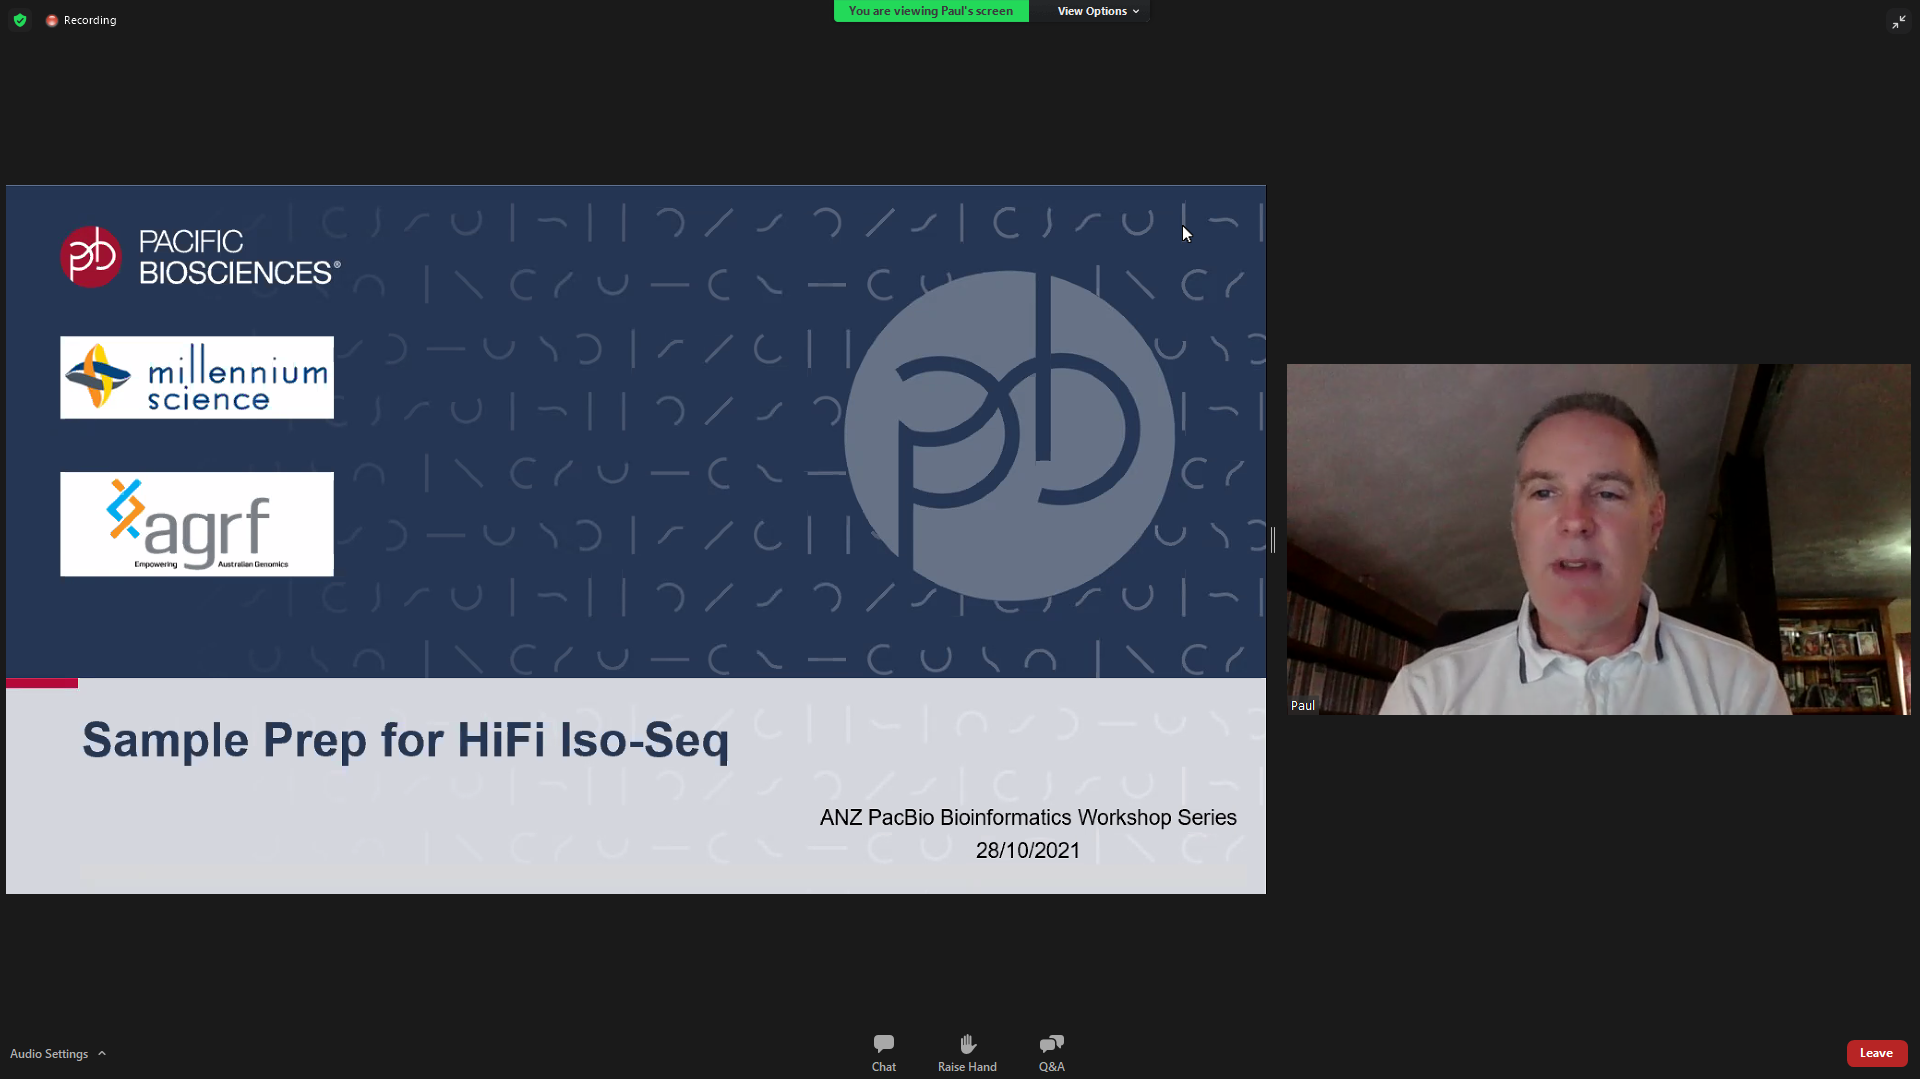 Recording
You are viewing Paul's screen
View Options
PACIFIC
BIOSCIENCES®
millennium
science
agrf
Empowering Australian Genomics
Sample Prep for HiFi Iso-Seq
ANZ PacBio Bioinformatics Workshop Series
28/10/2021
Paul
Audio Settings
Chat
Raise Hand
Q&A
Leave